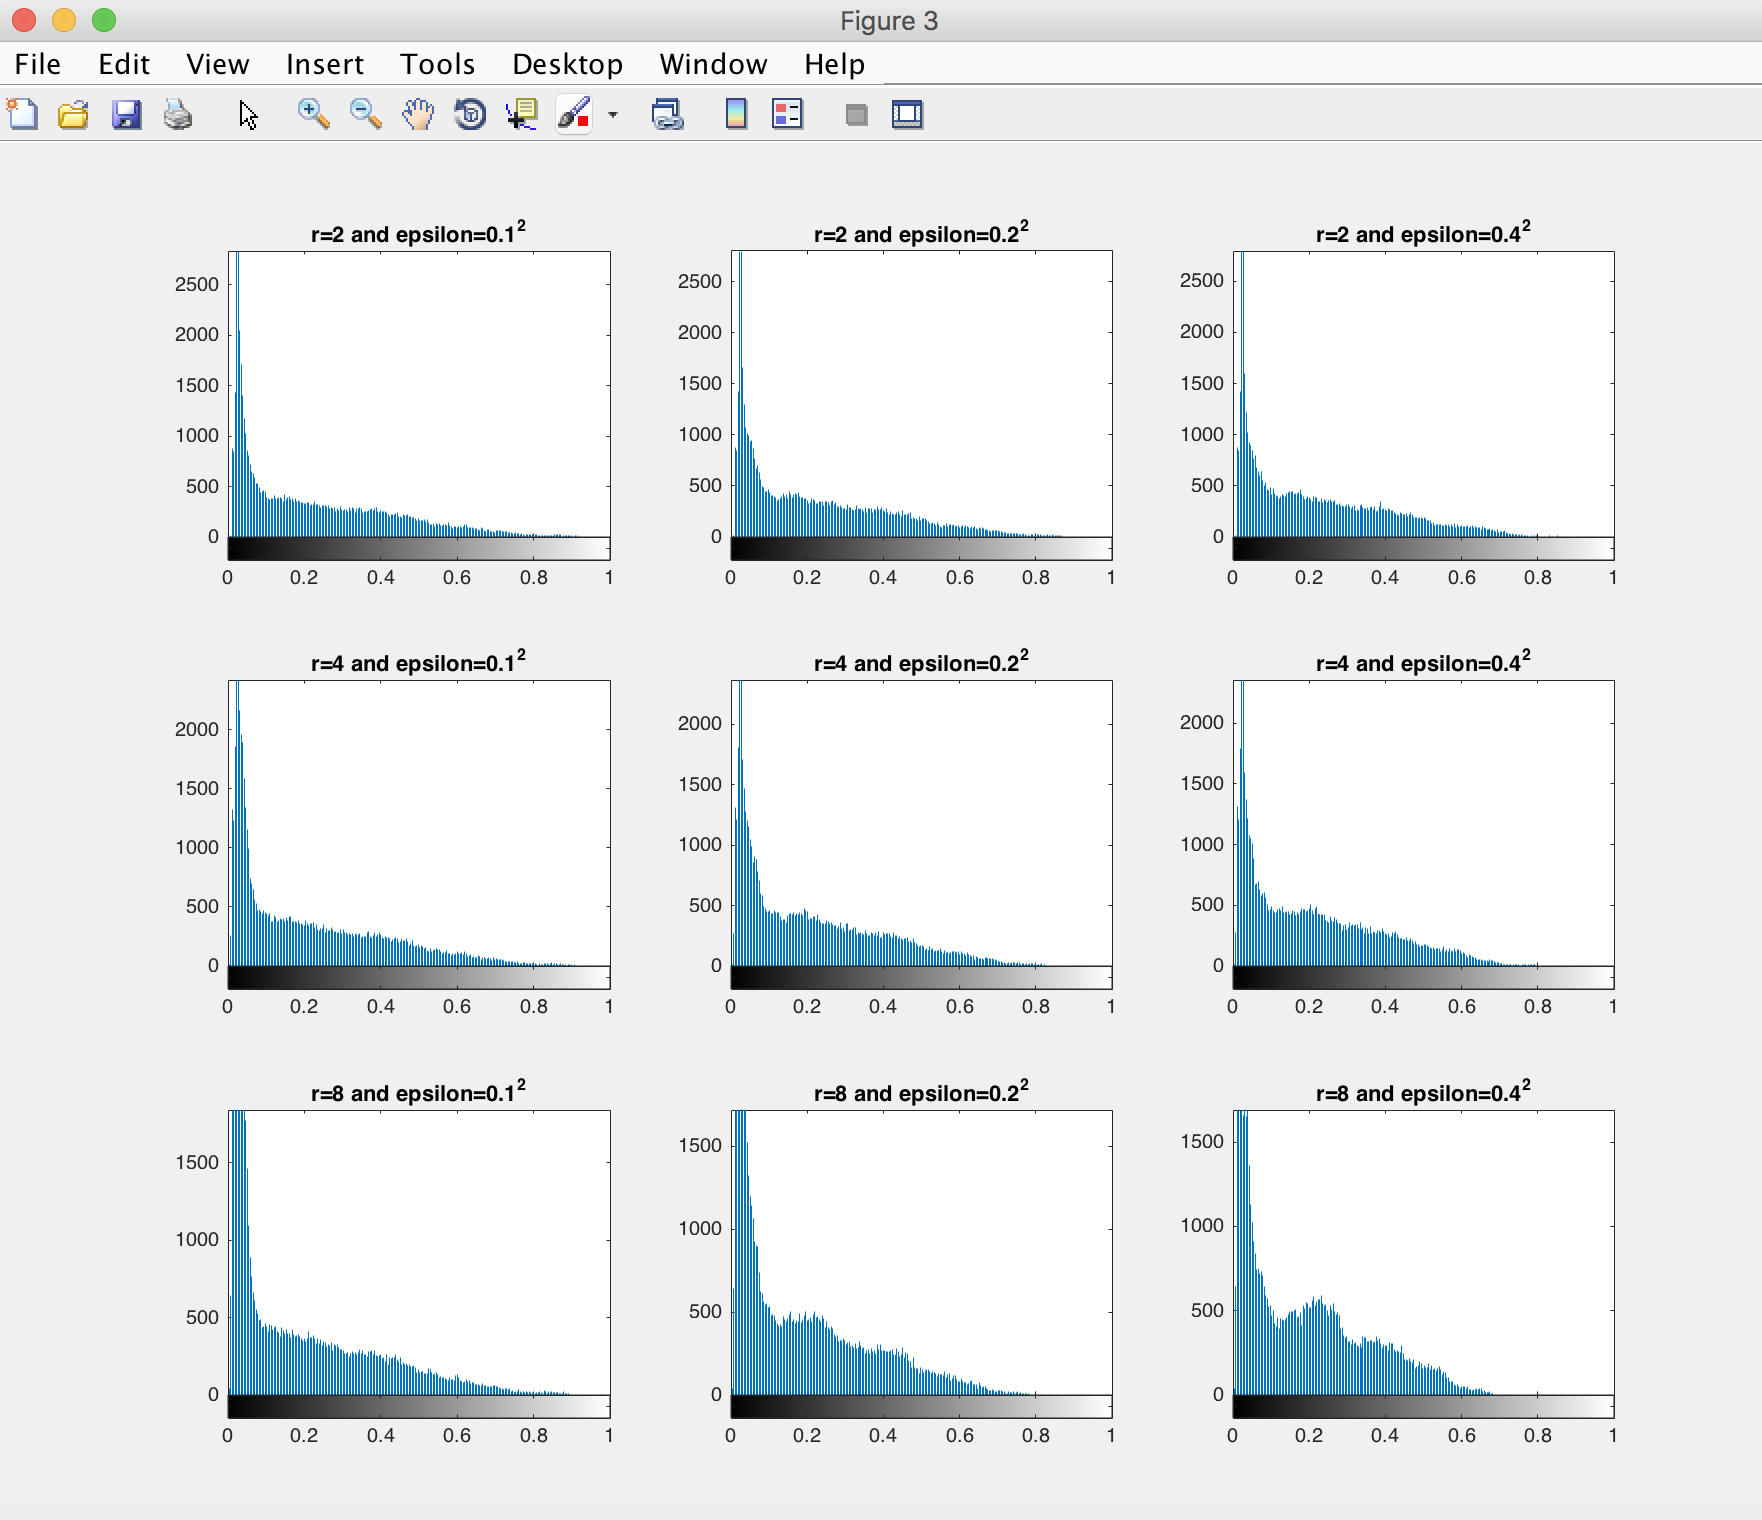 Figure 3
File Edit View Insert Tools Desktop Window Help
r=2 and epsilon=0.1²
2500
2000
1500
1000
500
0
0 0.2 0.4 0.6 0.8 1
r=2 and epsilon=0.2²
2500
2000
1500
1000
500
0
0 0.2 0.4 0.6 0.8 1
r=2 and epsilon=0.4²
2500
2000
1500
1000
500
0
0 0.2 0.4 0.6 0.8 1
r=4 and epsilon=0.1²
2000
1500
1000
500
0
0 0.2 0.4 0.6 0.8 1
r=4 and epsilon=0.2²
2000
1500
1000
500
0
0 0.2 0.4 0.6 0.8 1
r=4 and epsilon=0.4²
2000
1500
1000
500
0
0 0.2 0.4 0.6 0.8 1
r=8 and epsilon=0.1²
1500
1000
500
0
0 0.2 0.4 0.6 0.8 1
r=8 and epsilon=0.2²
1500
1000
500
0
0 0.2 0.4 0.6 0.8 1
r=8 and epsilon=0.4²
1500
1000
500
0
0 0.2 0.4 0.6 0.8 1